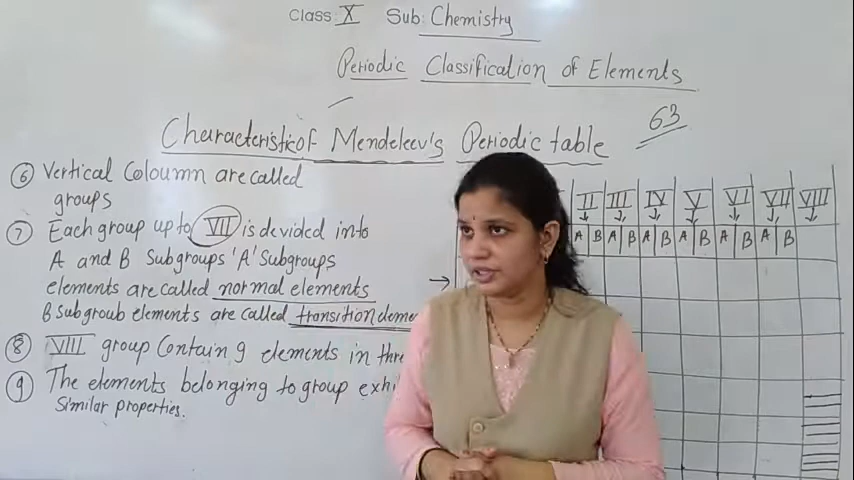 Class: X Sub: Chemistry
Periodic Classification of Elements
Characteristic of Mendeleev's Periodic table
63
⑥ Vertical Coloumn are called
groups
⑦ Each group up to VII is devided into
A and B Subgroups 'A' Subgroups
elements are called normal elements
B Subgroub elements are called transition
⑧ VIII group Contain 9 elements in
⑨ The elements belonging to group
Similar properties.
II III IV V VI VII VIII
A B A B A B A B A B A B